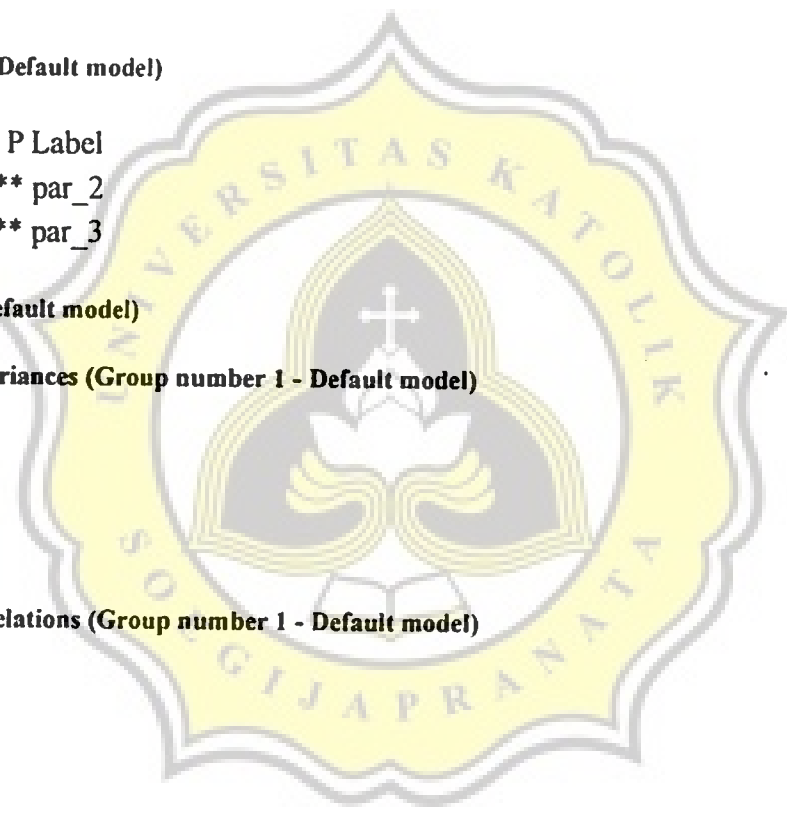 Default model)
P Label
** par_2
** par_3
efault model)
riances (Group number 1 - Default model)
elations (Group number 1 - Default model)
UNIVERSITAS KATOLIK
SOEGIJAPRANATA